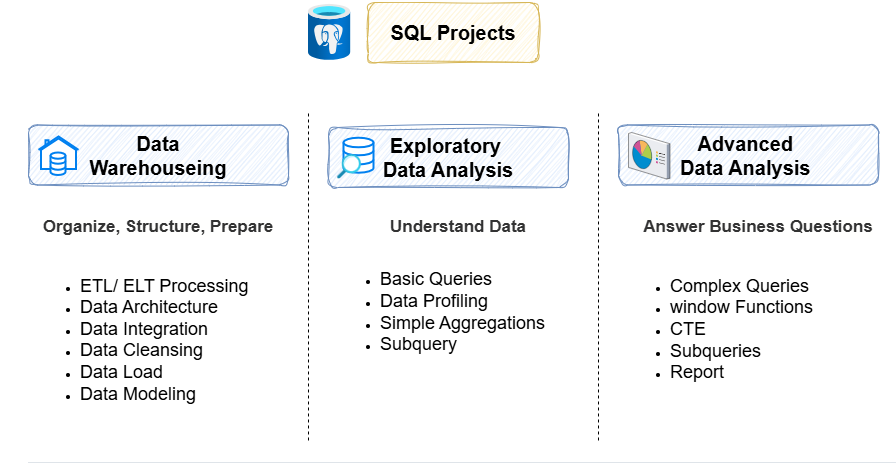 SQL Projects
Data
Warehouseing
Organize, Structure, Prepare
ETL/ ELT Processing
Data Architecture
Data Integration
Data Cleansing
Data Load
Data Modeling
Exploratory
Data Analysis
Understand Data
Basic Queries
Data Profiling
Simple Aggregations
Subquery
Advanced
Data Analysis
Answer Business Questions
Complex Queries
window Functions
CTE
Subqueries
Report